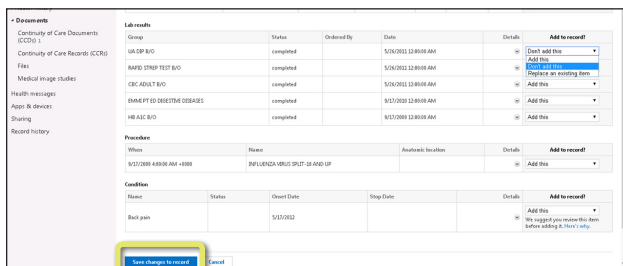 Documents
Continuity of Care Documents
(CCDs) 1
Continuity of Care Records (CCRs)
Files
Medical image studies
Health messages
Apps & devices
Sharing
Record history
Lab results
Group Status Ordered By Date Details Add to record?
UA DIP B/O completed 5/26/2011 12:00:00 AM Don't add this
Add this
Don't add this
Replace an existing item
RAPID STREP TEST B/O completed 5/26/2011 12:00:00 AM
CBC ADULT B/O completed 5/26/2011 12:00:00 AM Add this
EMMI PT ED DIGESTIVE DISEASES completed 9/17/2010 12:00:00 AM Add this
HB A1C B/O completed 9/17/2009 12:00:00 AM Add this
Procedure
When Name Anatomic location Details Add to record?
9/17/2009 4:00:00 AM +0000 INFLUENZA VIRUS SPLIT-18 AND UP Add this
Condition
Name Status Onset Date Stop Date Details Add to record?
Back pain 5/17/2012 Add this
We suggest you review this item
before adding it. Here's why.
Save changes to record Cancel